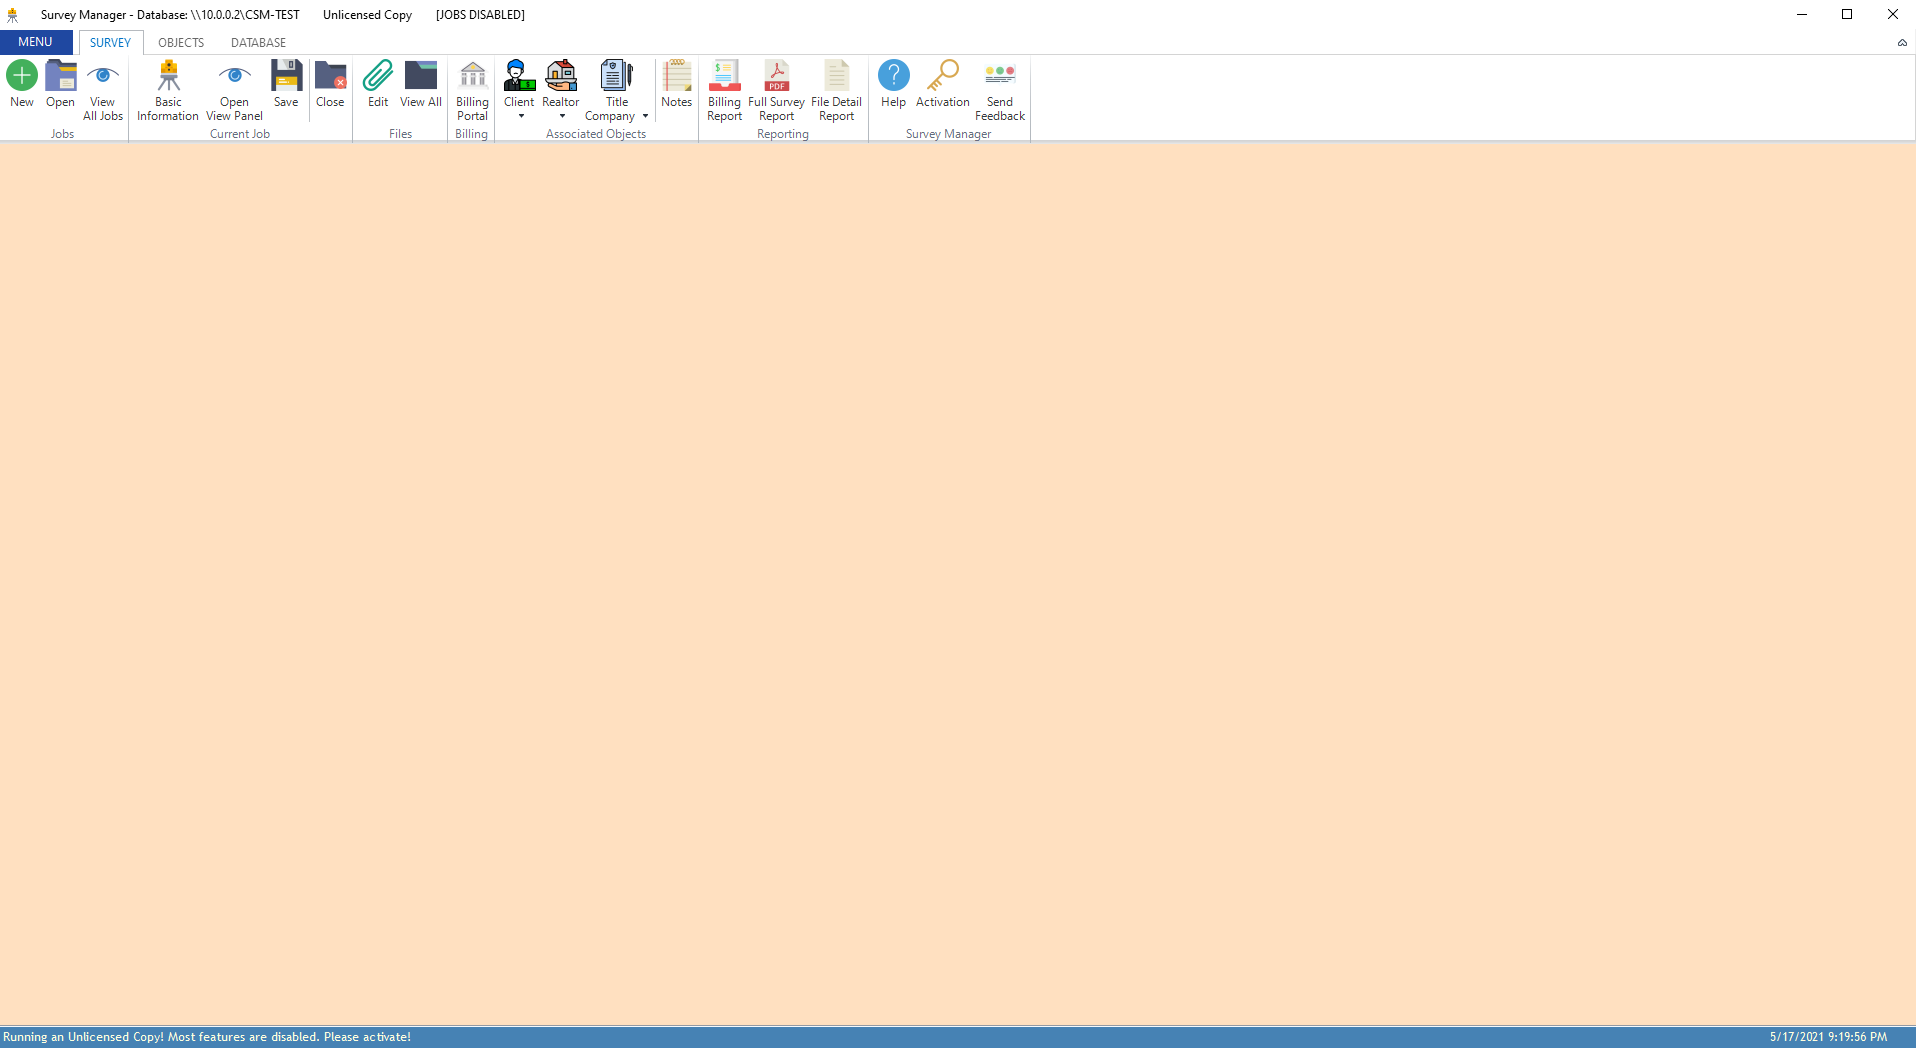 Survey Manager - Database: \\10.0.0.2\CSM-TEST Unlicensed Copy [JOBS DISABLED]
MENU SURVEY OBJECTS DATABASE
New
Open
View
All Jobs
Jobs
Basic
Information
Open
View Panel
Save
Close
Current Job
Edit
View All
Files
Billing
Portal
Billing
Client
Realtor
Title
Company
Notes
Associated Objects
Billing
Report
PDF
Full Survey
Report
File Detail
Report
Reporting
Help
Activation
Send
Feedback
Survey Manager
Running an Unlicensed Copy! Most features are disabled. Please activate!
5/17/2021 9:19:56 PM